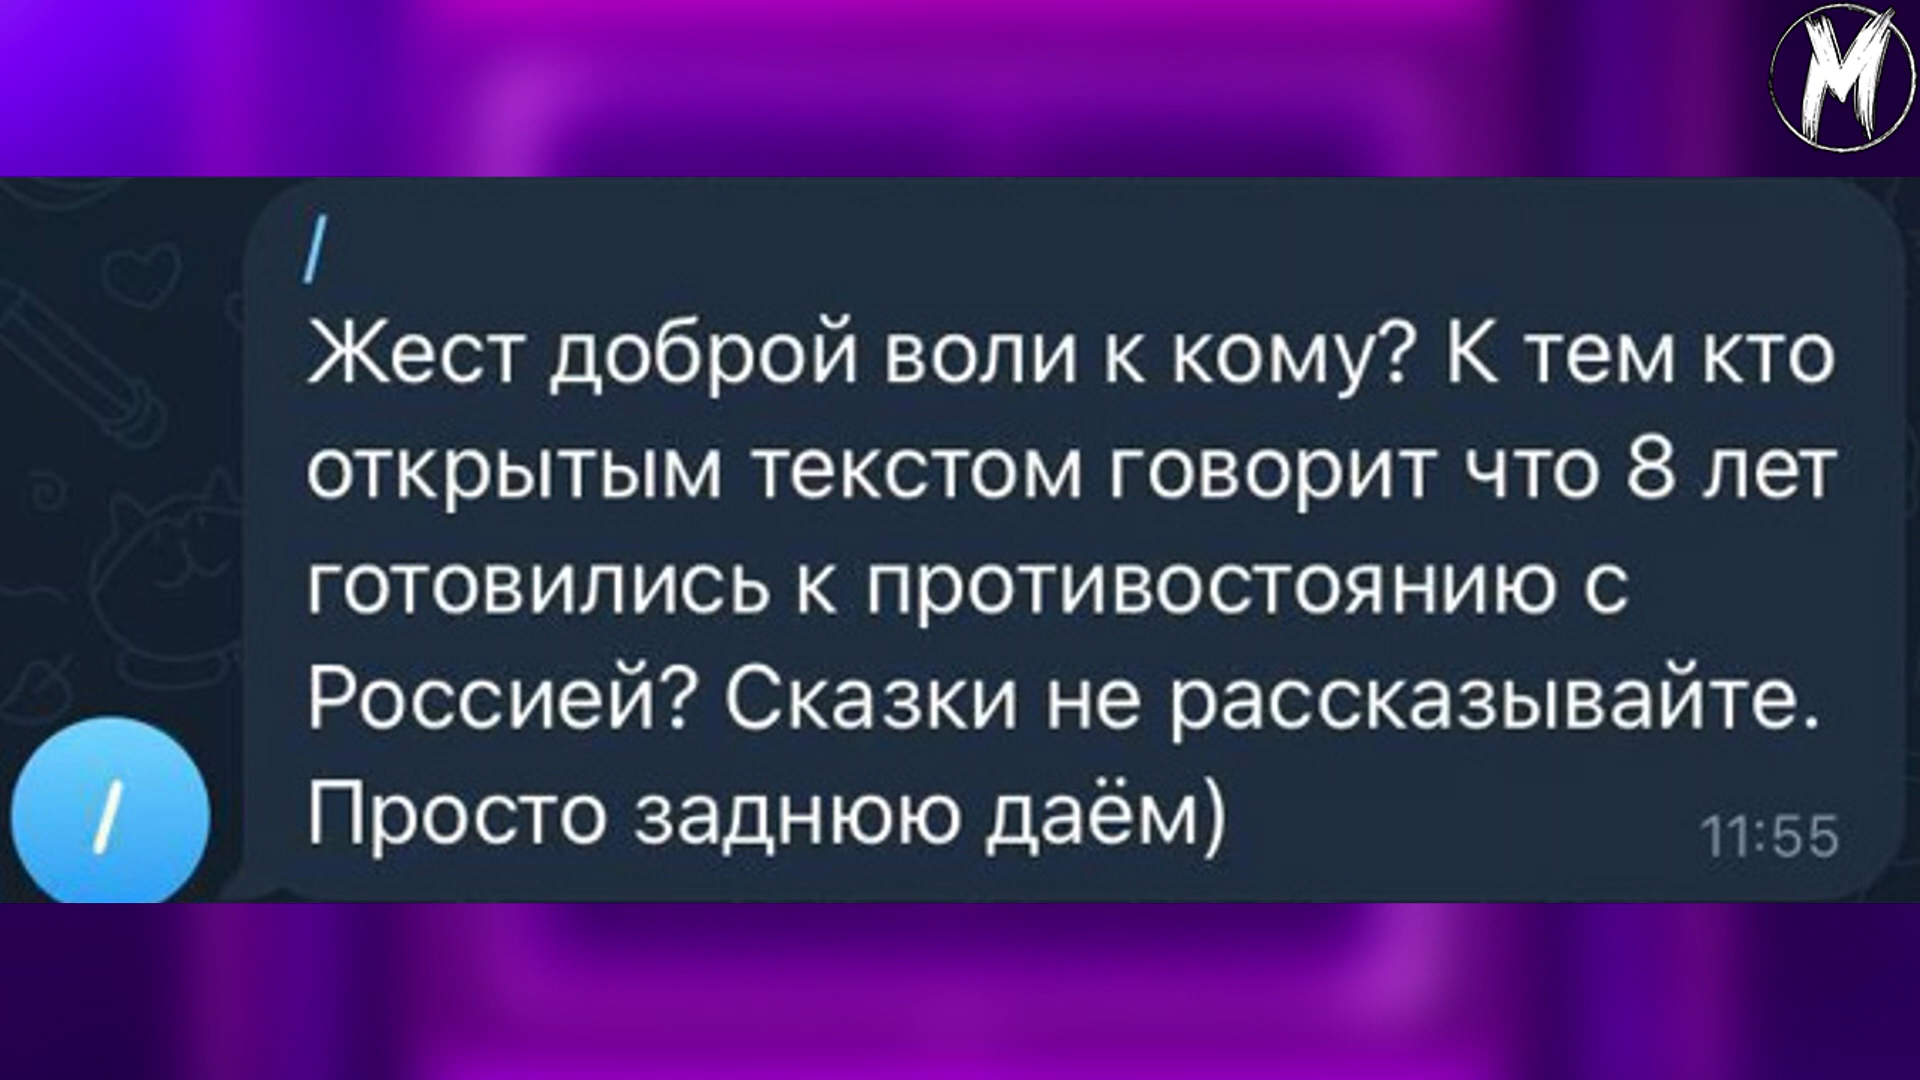 M
/
Жест доброй воли к кому? К тем кто
открытым текстом говорит что 8 лет
готовились к противостоянию с
Россией? Сказки не рассказывайте.
Просто заднюю даём)
11:55
/